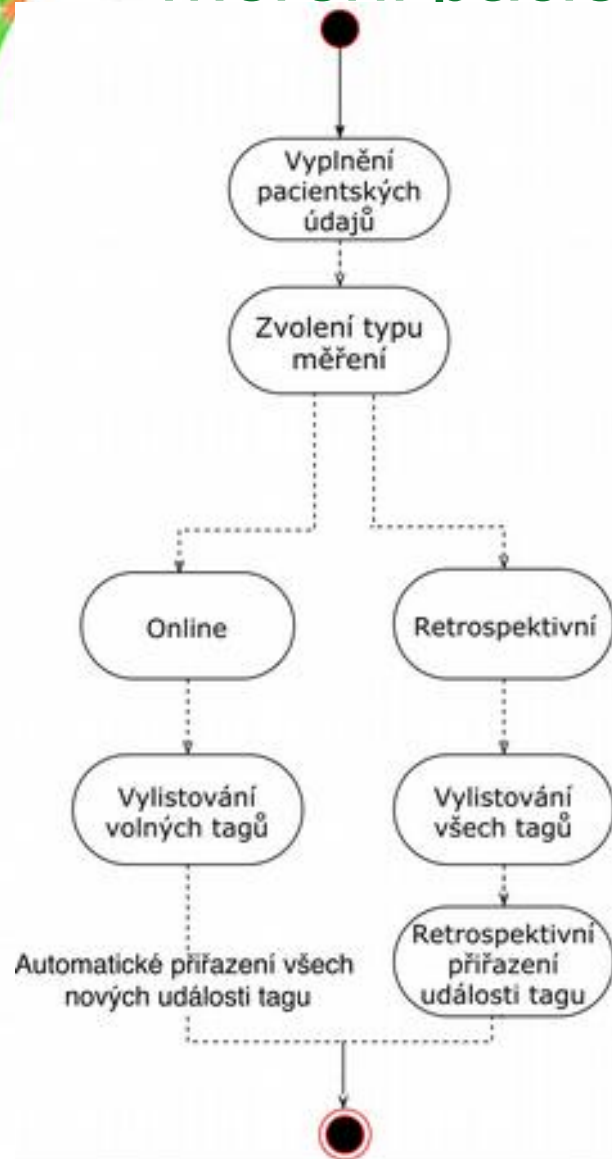 Vyplnění
pacientských
údajů
Zvolení typu
měření
Online
Retrospektivní
Vylistování
volných tagů
Vylistování
všech tagů
Automatické přiřazení všech
nových události tagu
Retrospektivní
přiřazení
události tagu